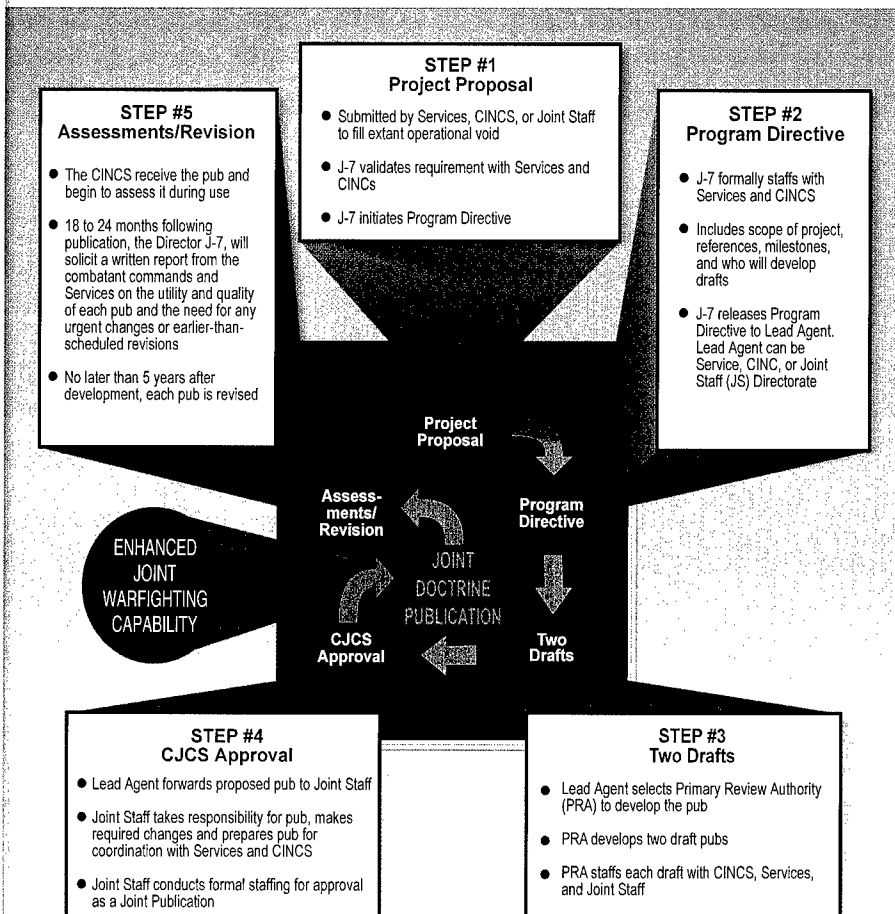 STEP #1
Project Proposal
● Submitted by Services, CINCS, or Joint Staff
to fill extant operational void
● J-7 validates requirement with Services and
CINCs
● J-7 initiates Program Directive
STEP #5
Assessments/Revision
● The CINCS receive the pub and
begin to assess it during use
● 18 to 24 months following
publication, the Director J-7, will
solicit a written report from the
combatant commands and
Services on the utility and quality
of each pub and the need for any
urgent changes or earlier-than-
scheduled revisions
● No later than 5 years after
development, each pub is revised
STEP #2
Program Directive
● J-7 formally staffs with
Services and CINCS
● Includes scope of project,
references, milestones,
and who will develop
drafts
● J-7 releases Program
Directive to Lead Agent.
Lead Agent can be
Service, CINC, or Joint
Staff (JS) Directorate
Project
Proposal
Assess-
ments/
Revision
Program
Directive
ENHANCED
JOINT
WARFIGHTING
CAPABILITY
JOINT
DOCTRINE
PUBLICATION
CJCS
Approval
Two
Drafts
STEP #4
CJCS Approval
● Lead Agent forwards proposed pub to Joint Staff
● Joint Staff takes responsibility for pub, makes
required changes and prepares pub for
coordination with Services and CINCS
● Joint Staff conducts formal staffing for approval
as a Joint Publication
STEP #3
Two Drafts
● Lead Agent selects Primary Review Authority
(PRA) to develop the pub
● PRA develops two draft pubs
● PRA staffs each draft with CINCS, Services,
and Joint Staff